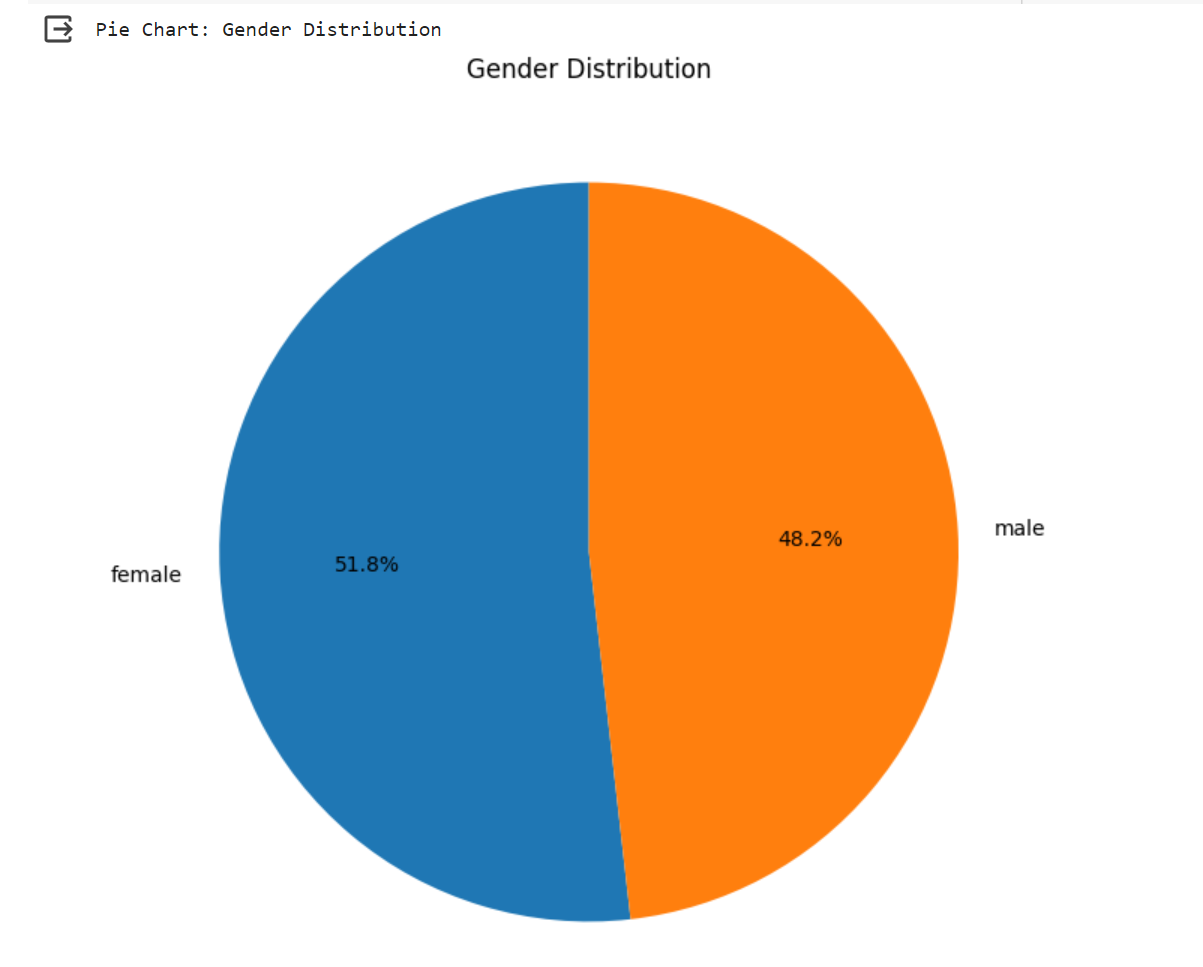 Pie Chart: Gender Distribution
Gender Distribution
male
48.2%
51.8%
female